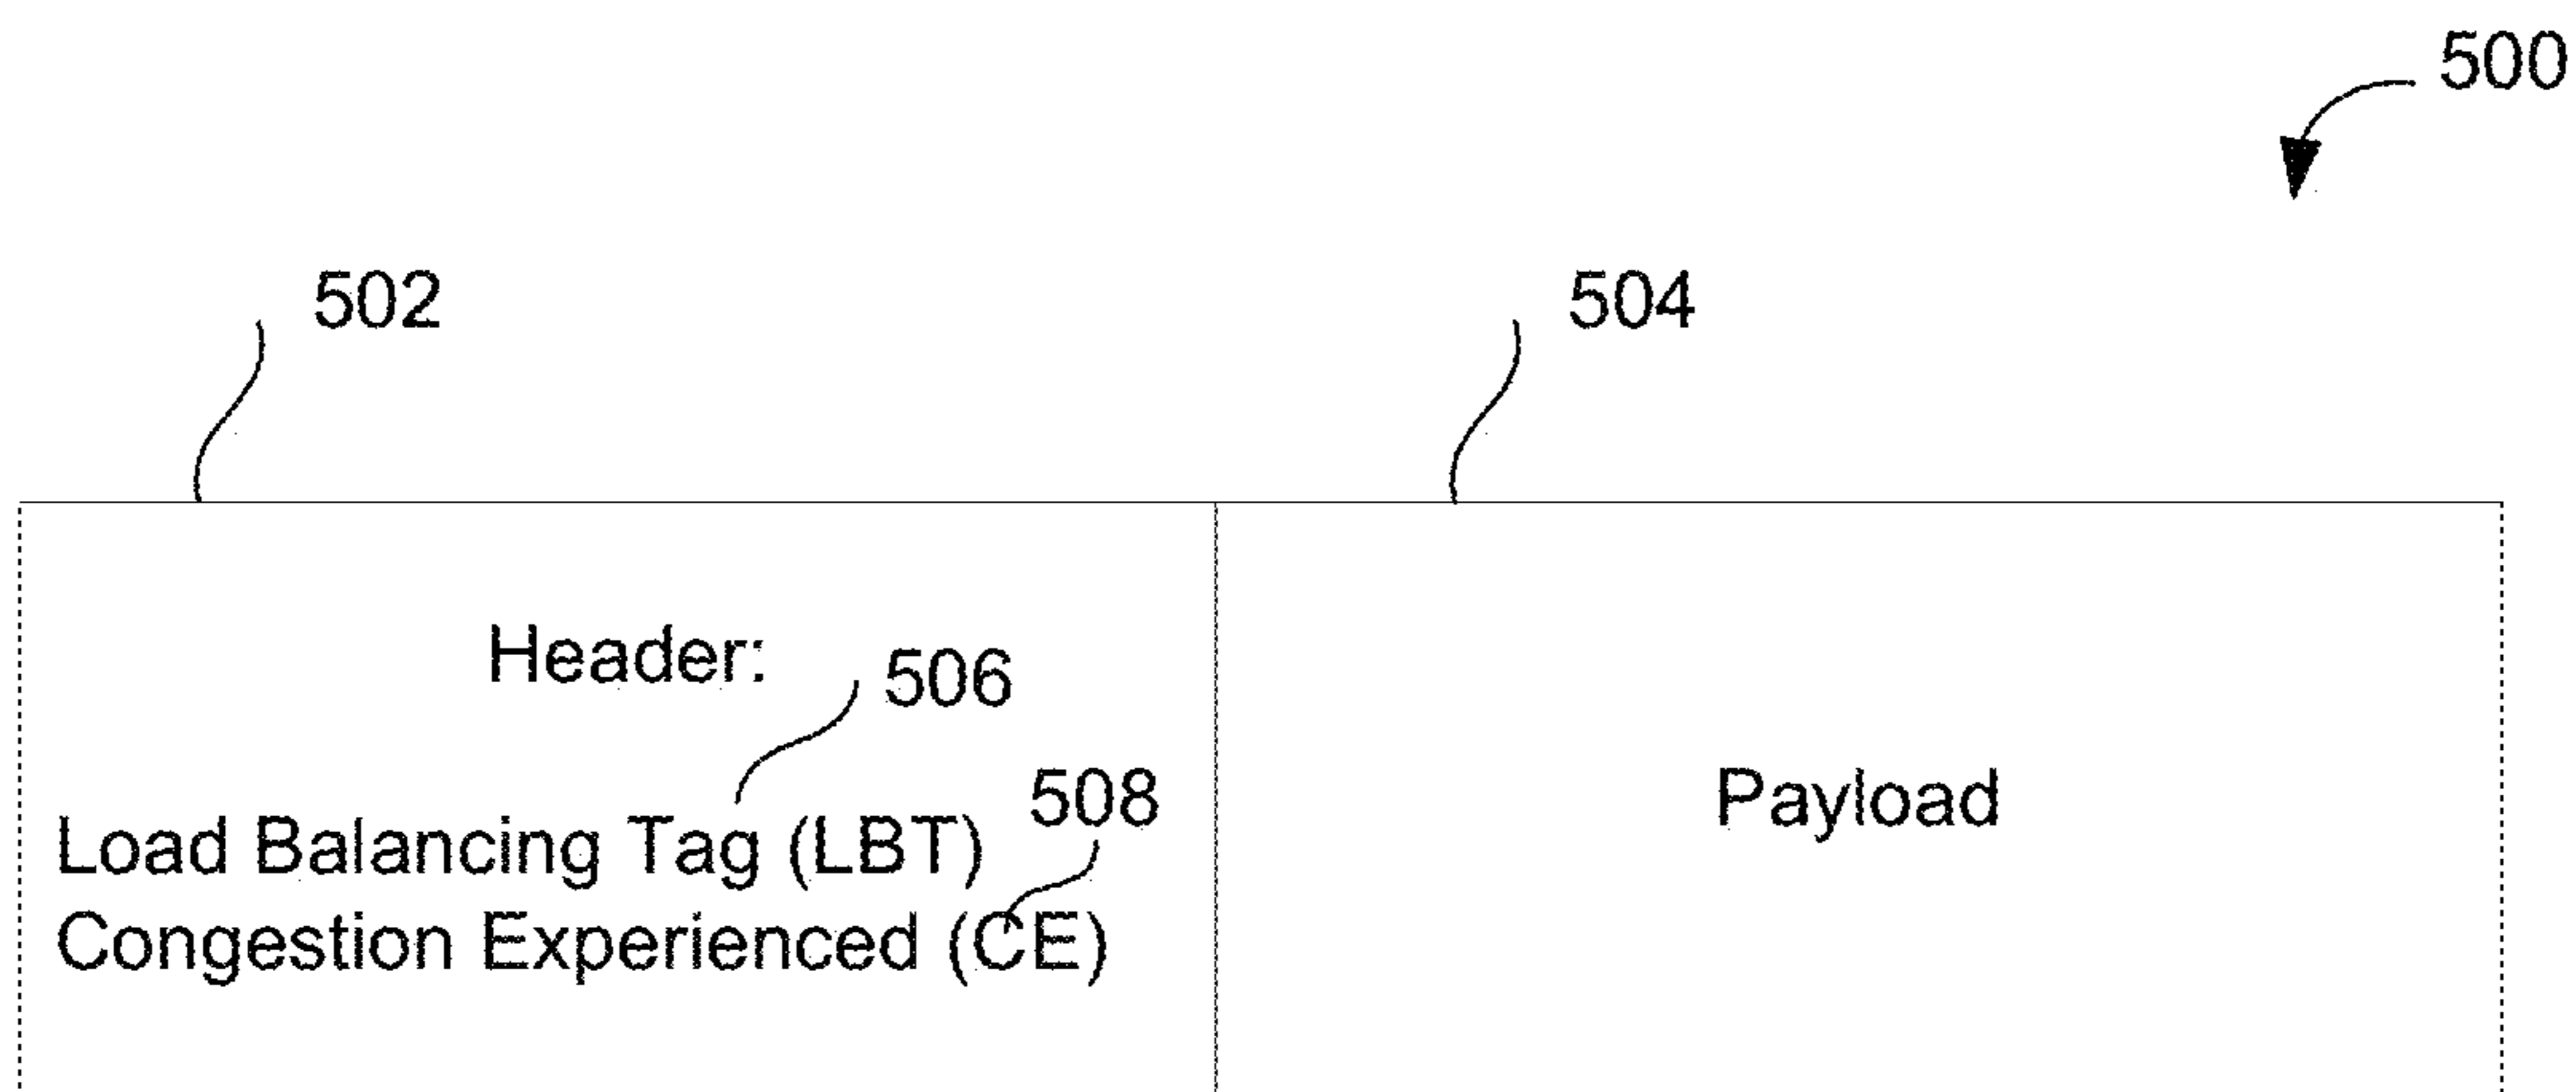 500
502
504
Header:
506
508
Load Balancing Tag (LBT)
Payload
Congestion Experienced (CE)